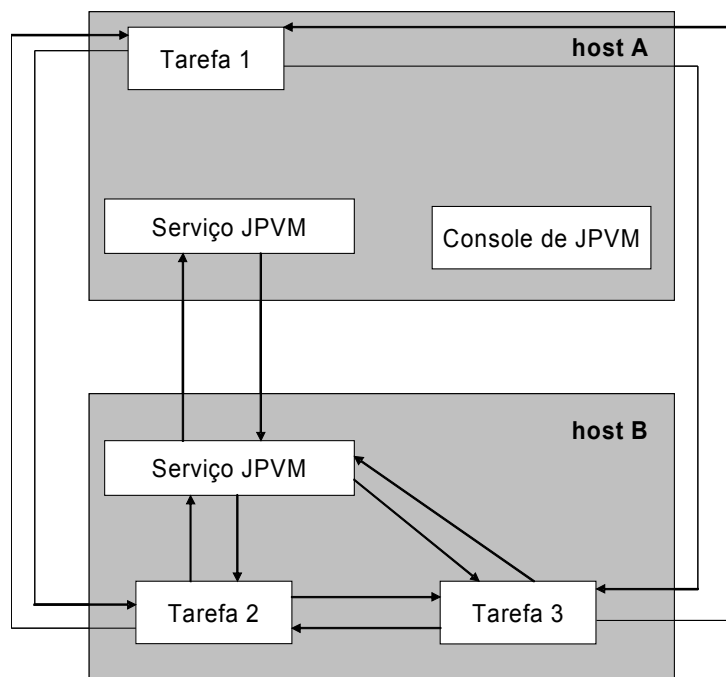 host A
Tarefa 1
Serviço JPVM
Console de JPVM
host B
Serviço JPVM
Tarefa 2
Tarefa 3